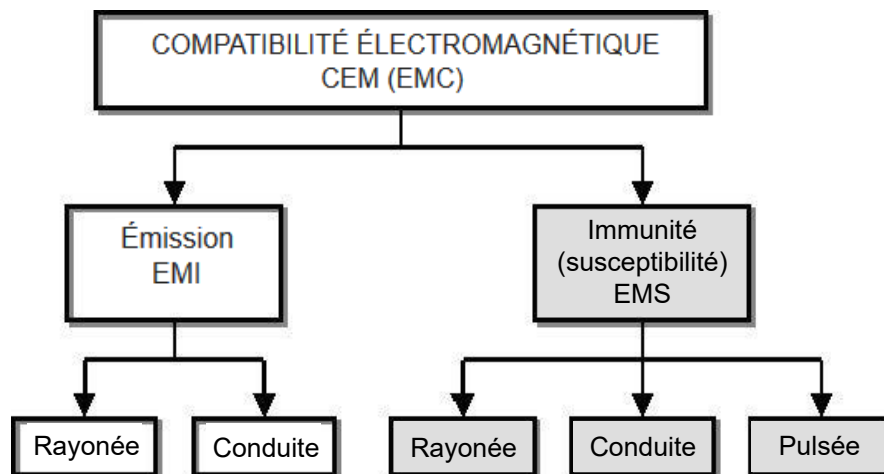 COMPATIBILITÉ ÉLECTROMAGNÉTIQUE
CEM (EMC)
Émission
EMI
Immunité
(susceptibilité)
EMS
Rayonée
Conduite
Rayonée
Conduite
Pulsée